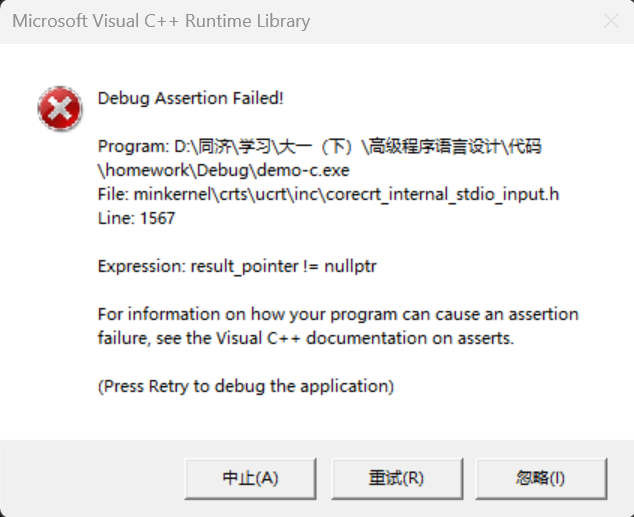 Microsoft Visual C++ Runtime Library
Debug Assertion Failed!
Program: D:\同济\学习\大一（下）\高级程序语言设计\代码
\homework\Debug\demo-c.exe
File: minkernel\crts\ucrt\inc\corecrt_internal_stdio_input.h
Line: 1567
Expression: result_pointer != nullptr
For information on how your program can cause an assertion
failure, see the Visual C++ documentation on asserts.
(Press Retry to debug the application)
中止(A)
重试(R)
忽略(I)